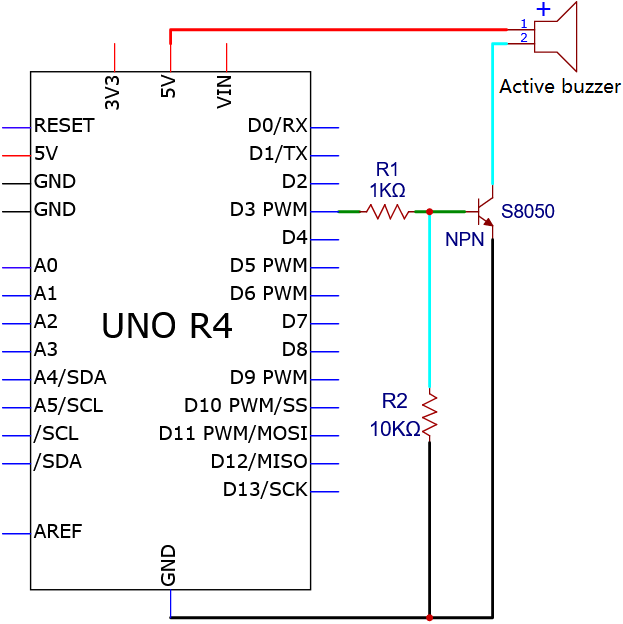 +
1
2
Active buzzer
3V3
5V
VIN
RESET
5V
GND
GND
A0
A1
A2
A3
A4/SDA
A5/SCL
/SCL
/SDA
AREF
UNO R4
D0/RX
D1/TX
D2
D3 PWM
D4
D5 PWM
D6 PWM
D7
D8
D9 PWM
D10 PWM/SS
D11 PWM/MOSI
D12/MISO
D13/SCK
GND
R1
1KΩ
S8050
NPN
R2
10KΩ